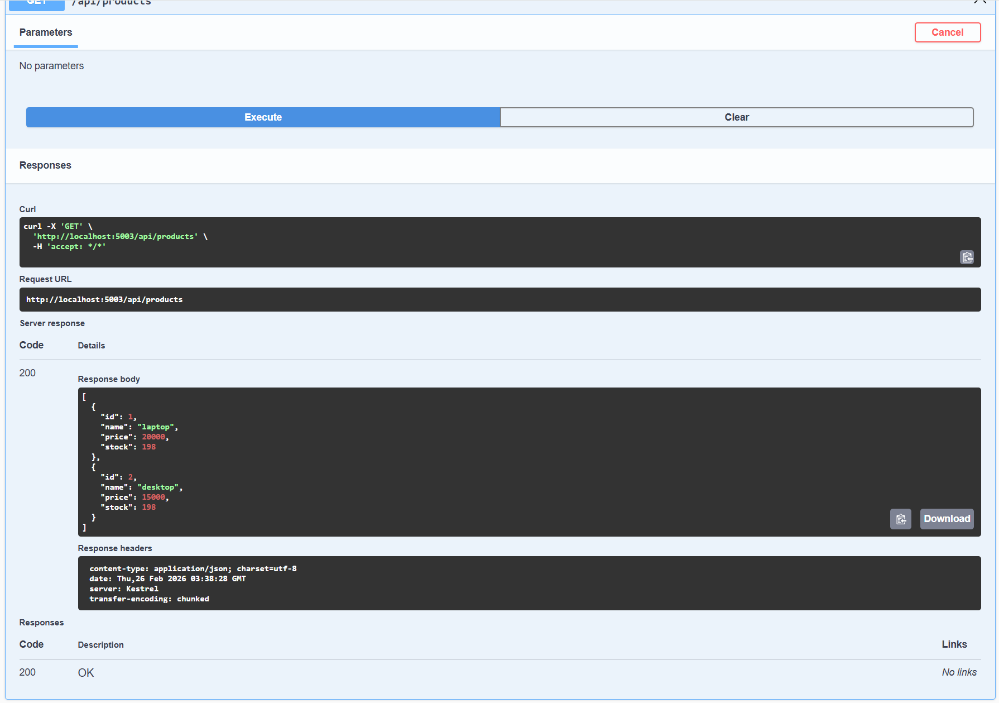 GET /api/products
Parameters
Cancel
No parameters
Execute
Clear
Responses
Curl
curl -X 'GET' \
  'http://localhost:5003/api/products' \
  -H 'accept: */*'
Request URL
http://localhost:5003/api/products
Server response
Code Details
200
Response body
[
  {
    "id": 1,
    "name": "laptop",
    "price": 20000,
    "stock": 198
  },
  {
    "id": 2,
    "name": "desktop",
    "price": 15000,
    "stock": 198
  }
]
Download
Response headers
content-type: application/json; charset=utf-8
date: Thu,26 Feb 2026 03:38:28 GMT
server: Kestrel
transfer-encoding: chunked
Responses
Code Description Links
200 OK No links